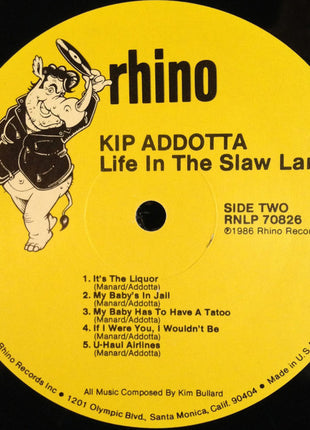 rhino
KIP ADDOTTA
Life In The Slaw Lan
SIDE TWO
RNLP 70826
℗1986 Rhino Recor
1. It's The Liquor
(Manard/Addotta)
2. My Baby's In Jail
(Manard/Addotta)
3. My Baby Has To Have A Tatoo
(Manard/Addotta)
4. If I Were You, I Wouldn't Be
(Manard/Addotta)
5. U-Haul Airlines
(Manard/Addotta)
All Music Composed By Kim Bullard
Rhino Records Inc • 1201 Olympic Blvd., Santa Monica, Calif. 90404 • Made in U.S.